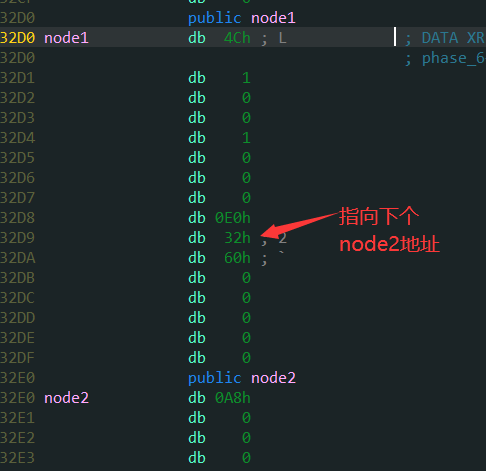 32CF db 0
32D0 public node1
32D0 node1 db 4Ch ; L ; DATA XR
32D0 ; phase_6
32D1 db 1
32D2 db 0
32D3 db 0
32D4 db 1
32D5 db 0
32D6 db 0
32D7 db 0
32D8 db 0E0h
32D9 db 32h ; 2
32DA db 60h ; `
32DB db 0
32DC db 0
32DD db 0
32DE db 0
32DF db 0
32E0 public node2
32E0 node2 db 0A8h
32E1 db 0
32E2 db 0
32E3 db 0
指向下个
node2地址